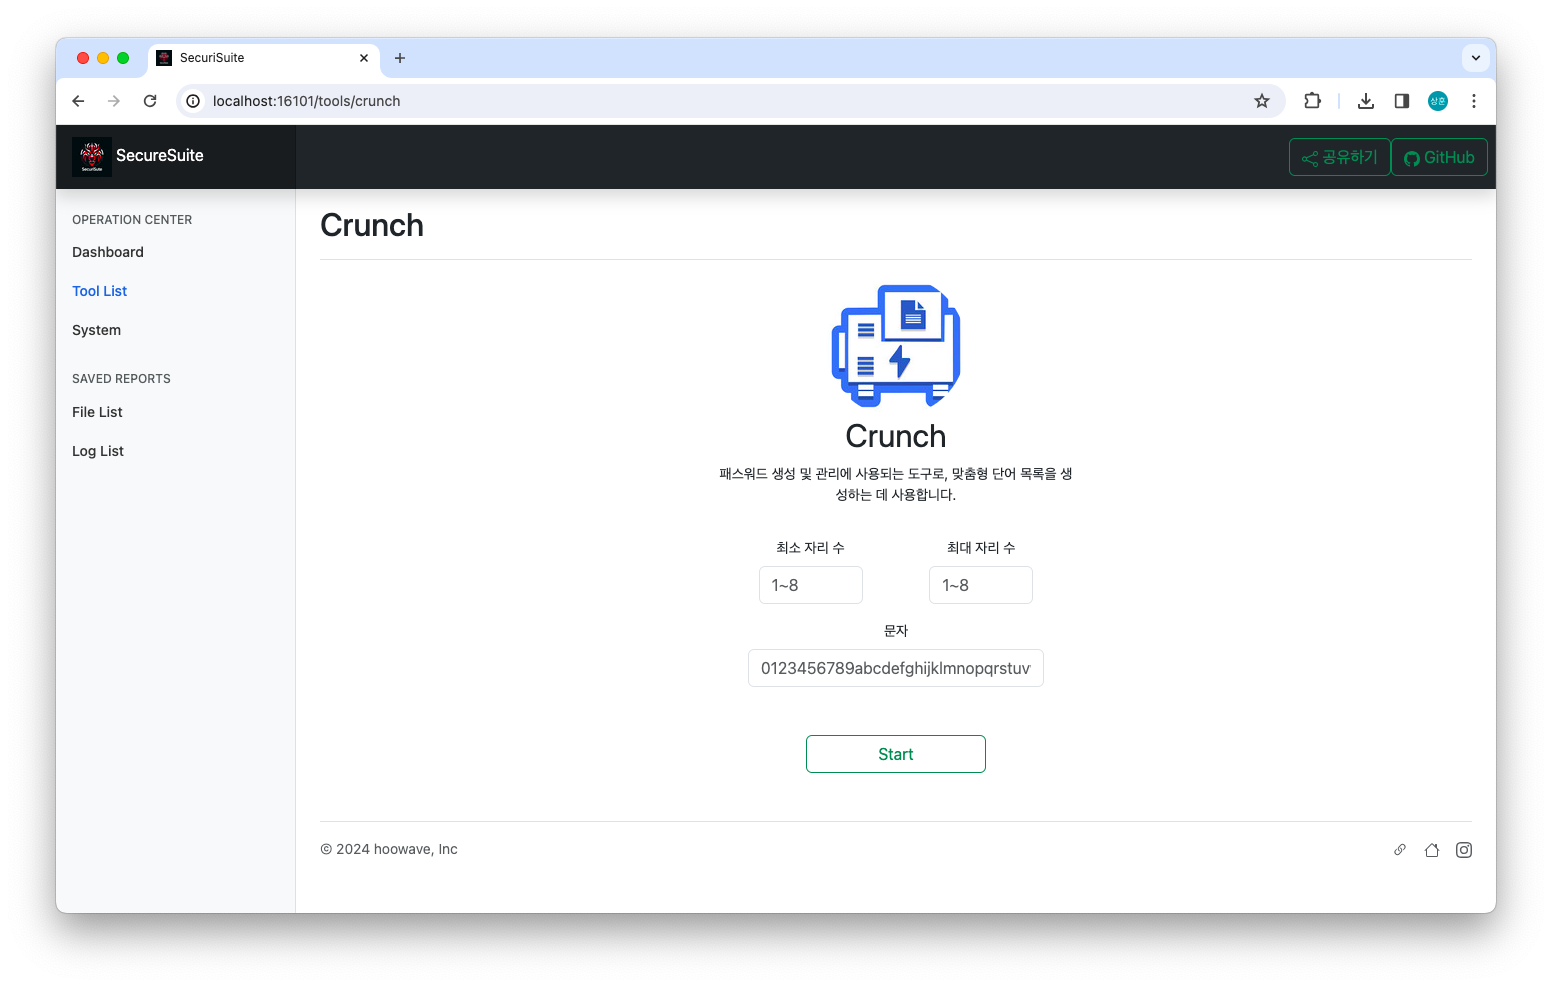 SecuriSuite
localhost:16101/tools/crunch
상훈
SecureSuite
공유하기
GitHub
OPERATION CENTER
Dashboard
Tool List
System
SAVED REPORTS
File List
Log List
Crunch
Crunch
패스워드 생성 및 관리에 사용되는 도구로, 맞춤형 단어 목록을 생
성하는 데 사용합니다.
최소 자리 수
최대 자리 수
1~8
1~8
문자
0123456789abcdefghijklmnopqrstuv
Start
© 2024 hoowave, Inc